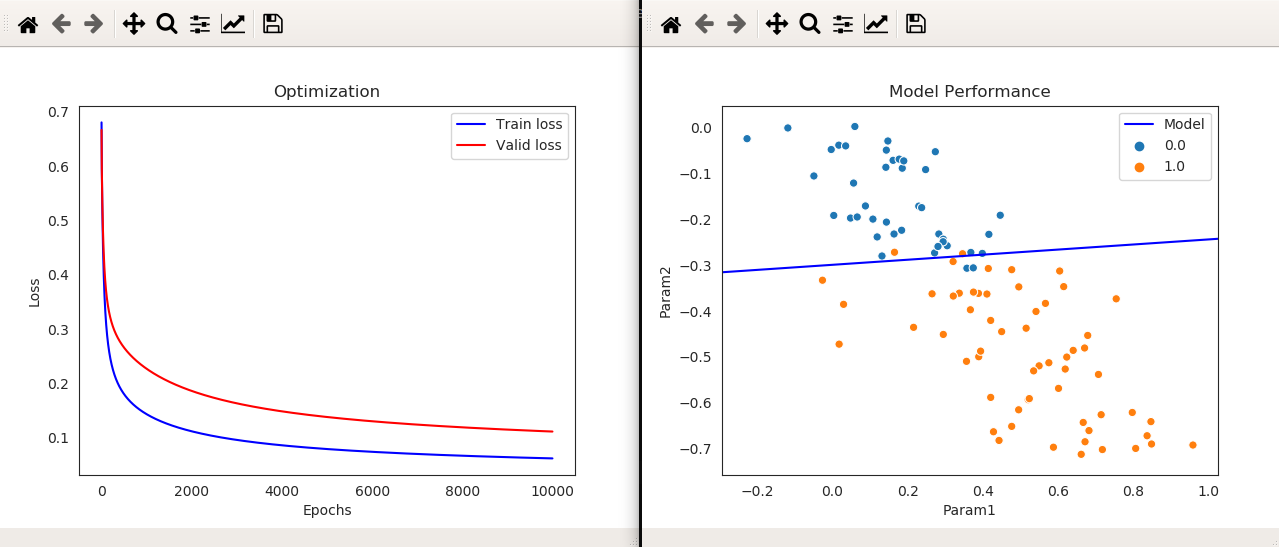 Optimization
Train loss
Valid loss
0.7
0.6
0.5
0.4
0.3
0.2
0.1
Loss
0 2000 4000 6000 8000 10000
Epochs
Model Performance
Model
0.0
1.0
0.0
−0.1
−0.2
−0.3
−0.4
−0.5
−0.6
−0.7
Param2
−0.2 0.0 0.2 0.4 0.6 0.8 1.0
Param1